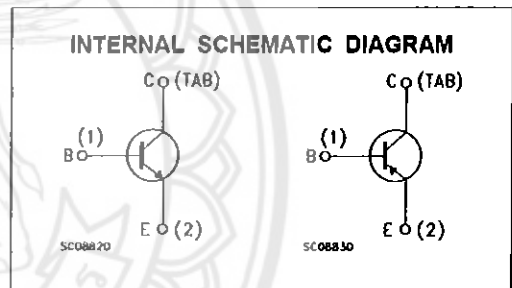 INTERNAL SCHEMATIC DIAGRAM
C (TAB)
C (TAB)
(1)
(1)
B
B
E (2)
E (2)
SC08820
SC08830